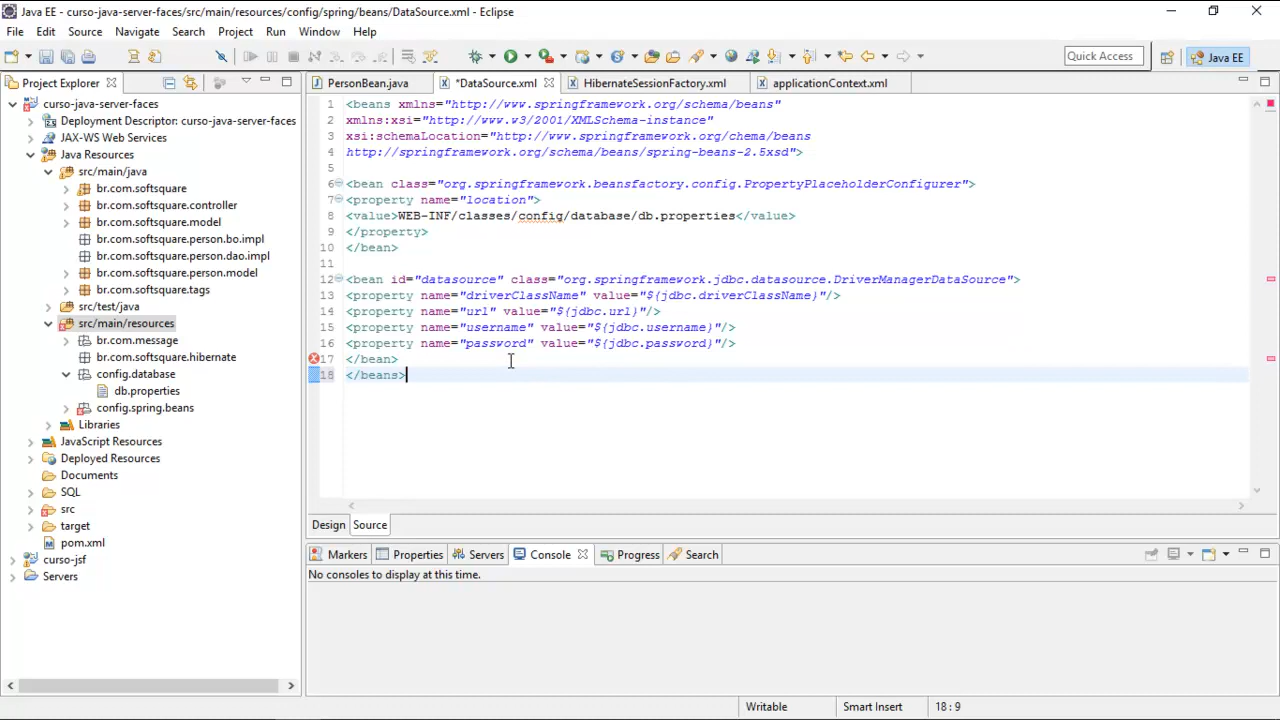 Java EE - curso-java-server-faces/src/main/resources/config/spring/beans/DataSource.xml - Eclipse
File Edit Source Navigate Search Project Run Window Help
Quick Access
Java EE
Project Explorer
PersonBean.java
*DataSource.xml
HibernateSessionFactory.xml
applicationContext.xml
curso-java-server-faces
Deployment Descriptor: curso-java-server-faces
JAX-WS Web Services
Java Resources
src/main/java
br.com.softsquare
br.com.softsquare.controller
br.com.softsquare.model
br.com.softsquare.person.bo.impl
br.com.softsquare.person.dao.impl
br.com.softsquare.person.model
br.com.softsquare.tags
src/test/java
src/main/resources
br.com.message
br.com.softsquare.hibernate
config.database
db.properties
config.spring.beans
Libraries
JavaScript Resources
Deployed Resources
Documents
SQL
src
target
pom.xml
curso-jsf
Servers
1 <beans xmlns="http://www.springframework.org/schema/beans"
2 xmlns:xsi="http://www.w3/2001/XMLSchema-instance"
3 xsi:schemaLocation="http://www.springframework.org/chema/beans
4 http://springframework.org/schema/beans/spring-beans-2.5xsd">
5
6 <bean class="org.springframework.beansfactory.config.PropertyPlaceholderConfigurer">
7 <property name="location">
8 <value>WEB-INF/classes/config/database/db.properties</value>
9 </property>
10 </bean>
11
12 <bean id="datasource" class="org.springframework.jdbc.datasource.DriverManagerDataSource">
13 <property name="driverClassName" value="${jdbc.driverClassName}"/>
14 <property name="url" value="${jdbc.url}"/>
15 <property name="username" value="${jdbc.username}"/>
16 <property name="password" value="${jdbc.password}"/>
17 </bean>
18 </beans>
Design Source
Markers Properties Servers Console Progress Search
No consoles to display at this time.
Writable Smart Insert 18 : 9